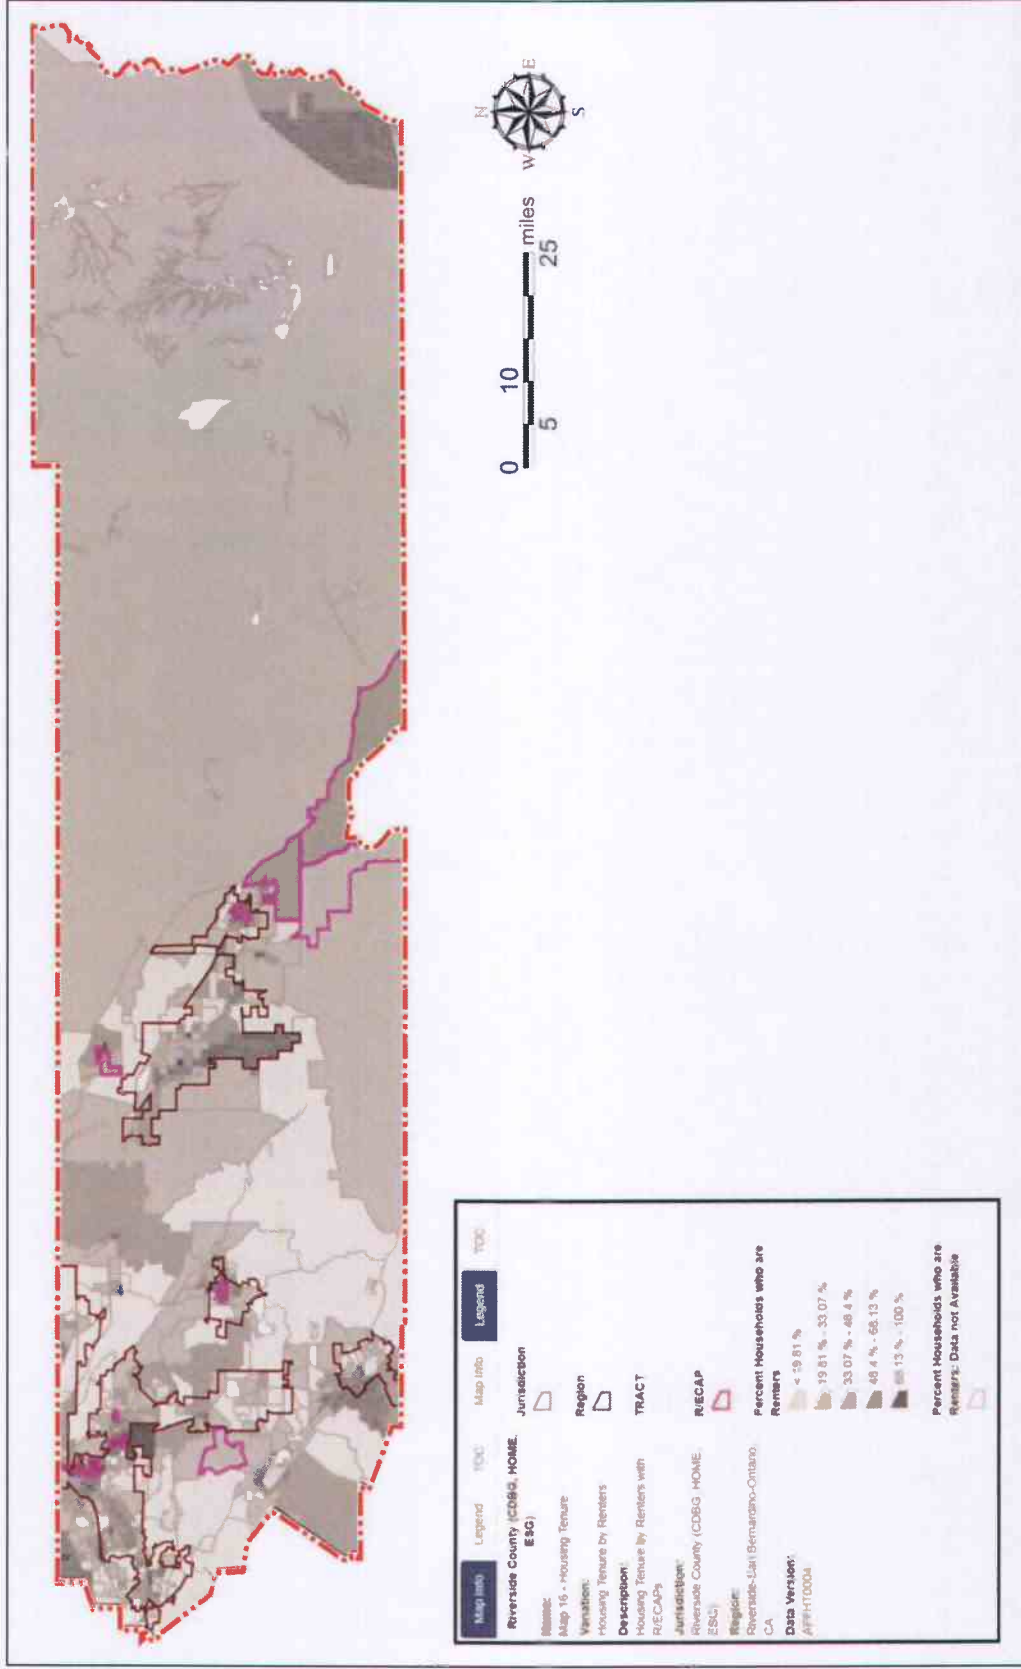 N
W
E
S
0
10
miles
5
25
Map Info
Legend
TOC
Riverside County (CDBG, HOME,
ESG)
Name:
Map 16 - Housing Tenure
Variation:
Housing Tenure by Renters
Description:
Housing Tenure by Renters with
R/ECAPs
Jurisdiction:
Riverside County (CDBG, HOME,
ESG)
Region:
Riverside-San Bernardino-Ontario,
CA
Data Version:
AFFHT0004
Map Info
Legend
TOC
Jurisdiction
Region
TRACT
R/ECAP
Percent Households who are
Renters
< 19.81 %
19.81 % - 33.07 %
33.07 % - 48.4 %
48.4 % - 68.13 %
68.13 % - 100 %
Percent Households who are
Renters: Data not Available